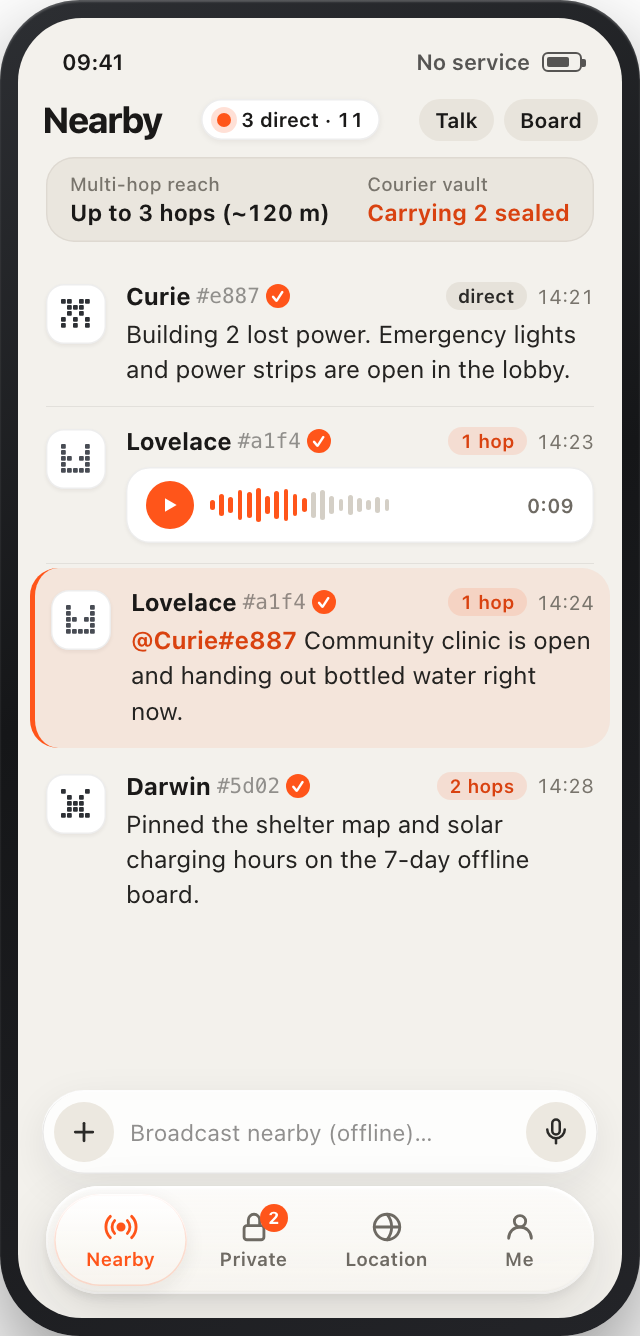 09:41
No service
Nearby
3 direct · 11
Talk
Board
Multi-hop reach
Up to 3 hops (~120 m)
Courier vault
Carrying 2 sealed
Curie #e887
direct
14:21
Building 2 lost power. Emergency lights
and power strips are open in the lobby.
Lovelace #a1f4
1 hop
14:23
0:09
Lovelace #a1f4
1 hop
14:24
@Curie#e887 Community clinic is open
and handing out bottled water right
now.
Darwin #5d02
2 hops
14:28
Pinned the shelter map and solar
charging hours on the 7-day offline
board.
Broadcast nearby (offline)...
2
Nearby
Private
Location
Me